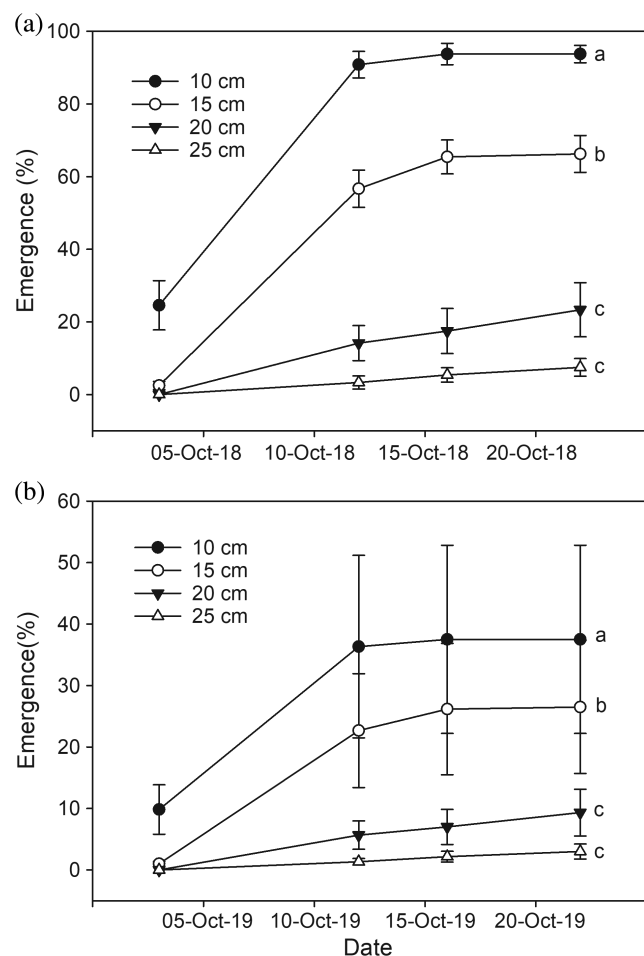 (a)
100
80
60
40
20
0
Emergence (%)
10 cm
15 cm
20 cm
25 cm
a
b
c
c
05-Oct-18 10-Oct-18 15-Oct-18 20-Oct-18
(b)
60
50
40
30
20
10
0
Emergence(%)
10 cm
15 cm
20 cm
25 cm
a
b
c
c
05-Oct-19 10-Oct-19 15-Oct-19 20-Oct-19
Date